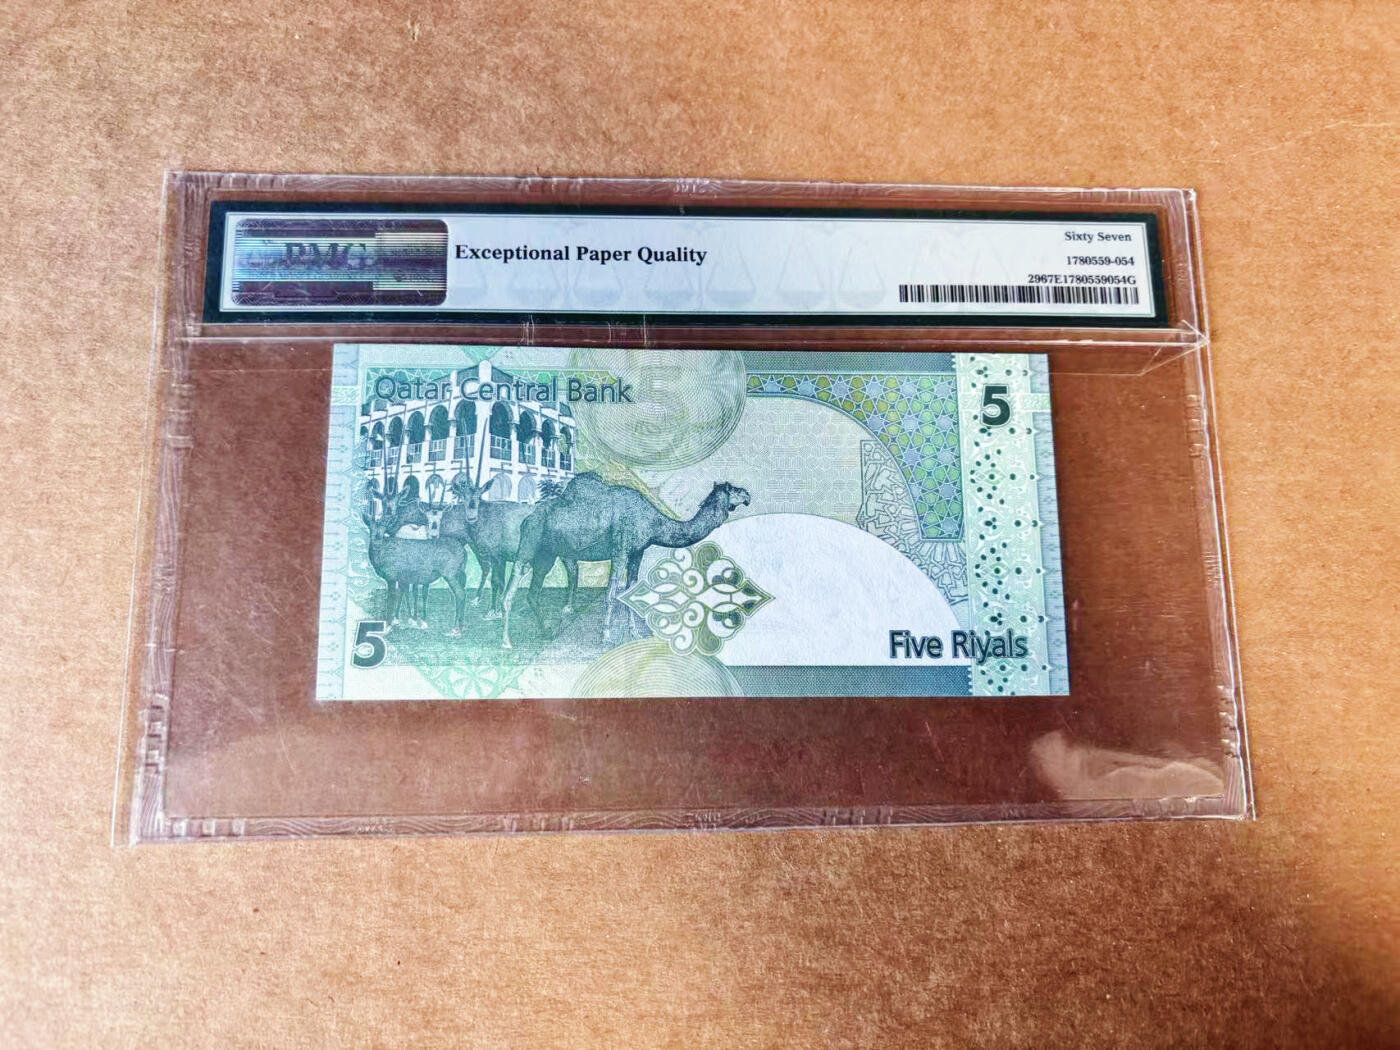 PMG
Exceptional Paper Quality
Sixty Seven
1780559-054
2967E1780559054G
Qatar Central Bank
5
5
5
Five Riyals